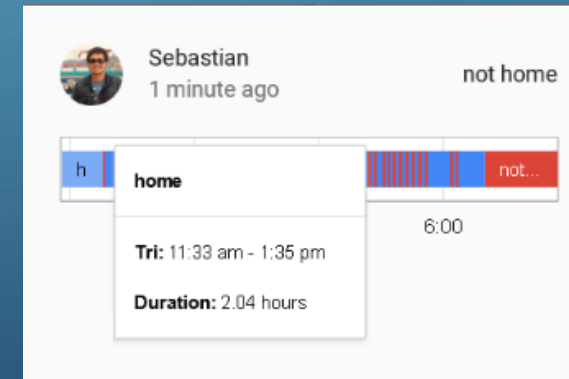 Sebastian
1 minute ago
not home
h
not...
home
Tri: 11:33 am - 1:35 pm
Duration: 2.04 hours
6:00